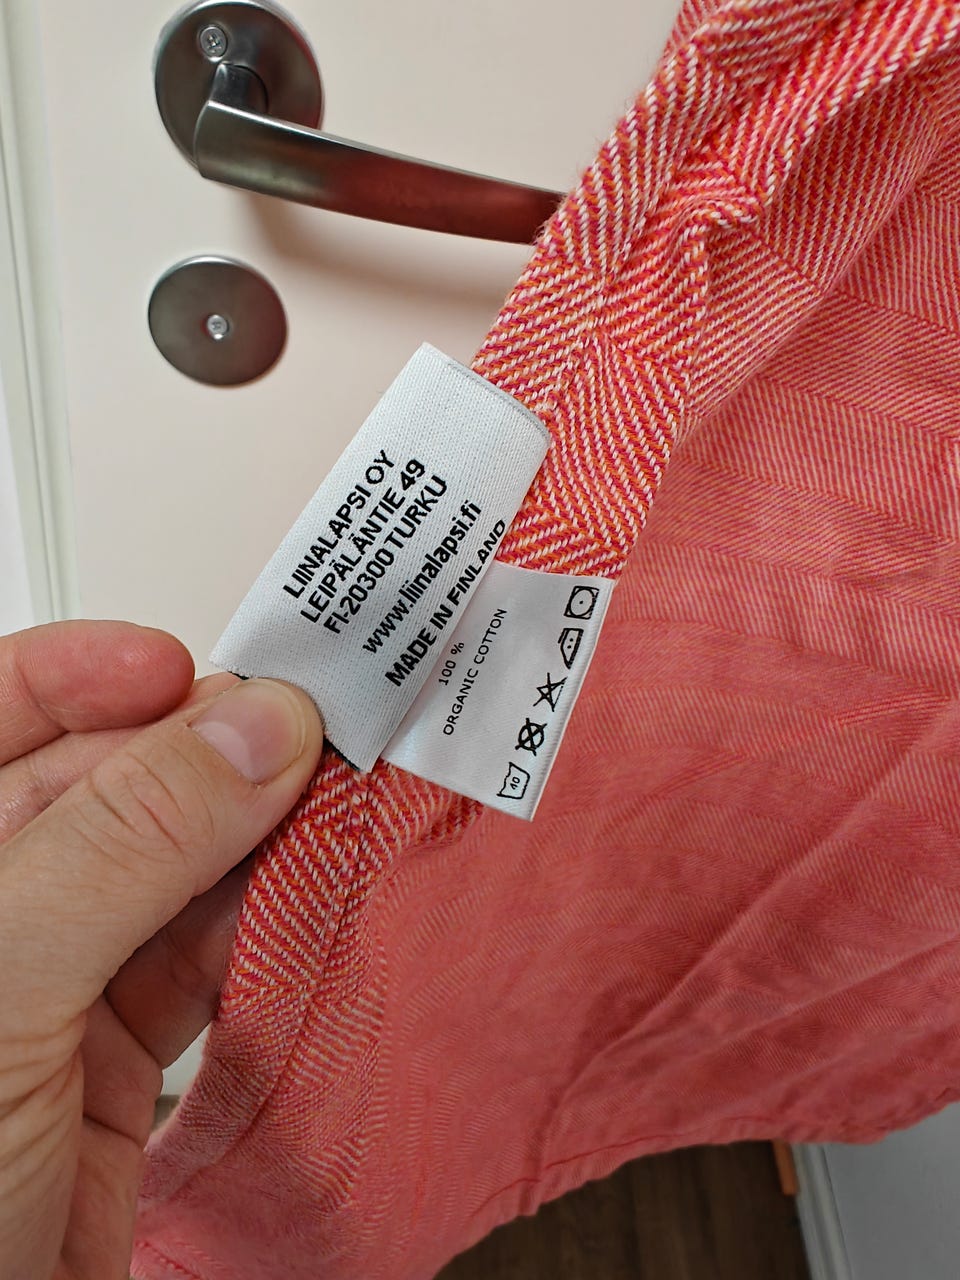 LIINALAPSI OY
LEIPÄLÄNTIE 49
FI-20300 TURKU
www.liinalapsi.fi
MADE IN FINLAND
100 %
ORGANIC COTTON
40